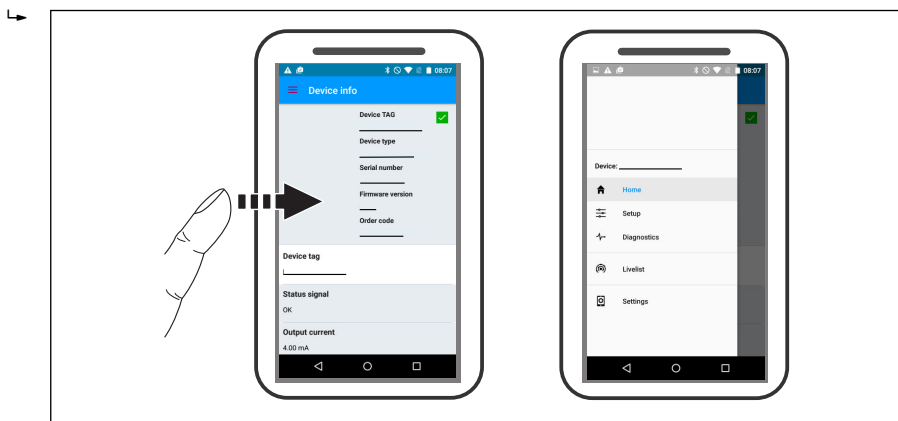 08:07
Device info
Device TAG
Device type
Serial number
Firmware version
Order code
Device tag
Status signal
OK
Output current
4.00 mA
08:07
Device:
Home
Setup
Diagnostics
Livelist
Settings